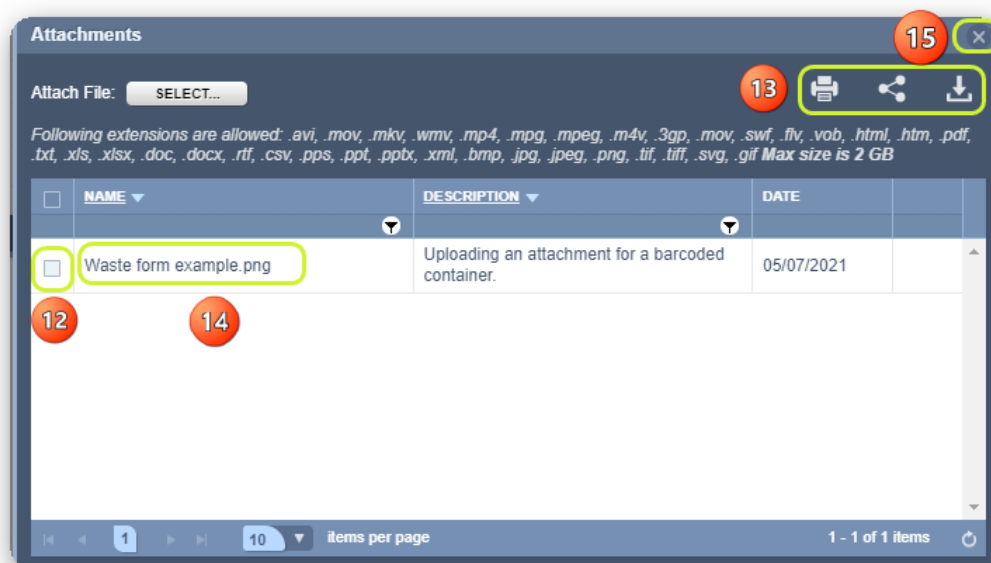 Attachments
15
Attach File: SELECT...
13
Following extensions are allowed: .avi, .mov, .mkv, .wmv, .mp4, .mpg, .mpeg, .m4v, .3gp, .mov, .swf, .flv, .vob, .html, .htm, .pdf,
.txt, .xls, .xlsx, .doc, .docx, .rtf, .csv, .pps, .ppt, .pptx, .xml, .bmp, .jpg, .jpeg, .png, .tif, .tiff, .svg, .gif Max size is 2 GB
NAME DESCRIPTION DATE
Waste form example.png
Uploading an attachment for a barcoded
container.
05/07/2021
12
14
1 10 items per page 1 - 1 of 1 items